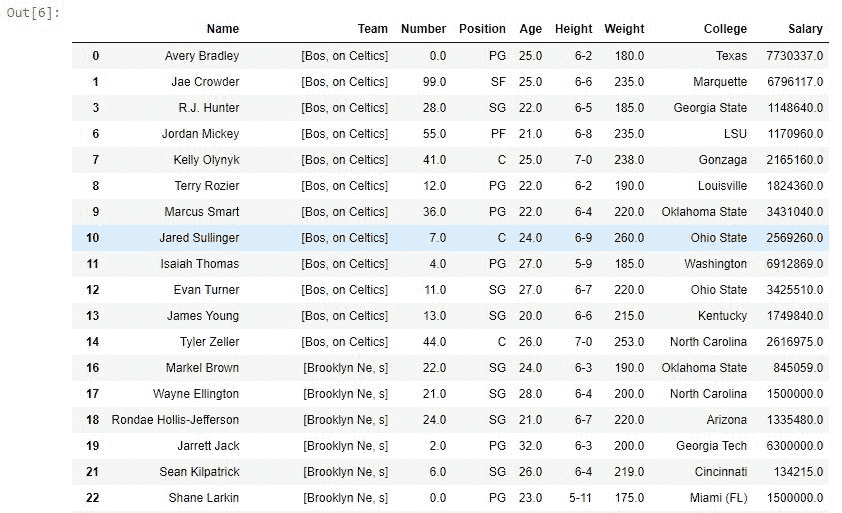 Out[6]:
Name Team Number Position Age Height Weight College Salary
0 Avery Bradley [Bos, on Celtics] 0.0 PG 25.0 6-2 180.0 Texas 7730337.0
1 Jae Crowder [Bos, on Celtics] 99.0 SF 25.0 6-6 235.0 Marquette 6796117.0
3 R.J. Hunter [Bos, on Celtics] 28.0 SG 22.0 6-5 185.0 Georgia State 1148640.0
6 Jordan Mickey [Bos, on Celtics] 55.0 PF 21.0 6-8 235.0 LSU 1170960.0
7 Kelly Olynyk [Bos, on Celtics] 41.0 C 25.0 7-0 238.0 Gonzaga 2165160.0
8 Terry Rozier [Bos, on Celtics] 12.0 PG 22.0 6-2 190.0 Louisville 1824360.0
9 Marcus Smart [Bos, on Celtics] 36.0 PG 22.0 6-4 220.0 Oklahoma State 3431040.0
10 Jared Sullinger [Bos, on Celtics] 7.0 C 24.0 6-9 260.0 Ohio State 2569260.0
11 Isaiah Thomas [Bos, on Celtics] 4.0 PG 27.0 5-9 185.0 Washington 6912869.0
12 Evan Turner [Bos, on Celtics] 11.0 SG 27.0 6-7 220.0 Ohio State 3425510.0
13 James Young [Bos, on Celtics] 13.0 SG 20.0 6-6 215.0 Kentucky 1749840.0
14 Tyler Zeller [Bos, on Celtics] 44.0 C 26.0 7-0 253.0 North Carolina 2616975.0
16 Markel Brown [Brooklyn Ne, s] 22.0 SG 24.0 6-3 190.0 Oklahoma State 845059.0
17 Wayne Ellington [Brooklyn Ne, s] 21.0 SG 28.0 6-4 200.0 North Carolina 1500000.0
18 Rondae Hollis-Jefferson [Brooklyn Ne, s] 24.0 SG 21.0 6-7 220.0 Arizona 1335480.0
19 Jarrett Jack [Brooklyn Ne, s] 2.0 PG 32.0 6-3 200.0 Georgia Tech 6300000.0
21 Sean Kilpatrick [Brooklyn Ne, s] 6.0 SG 26.0 6-4 219.0 Cincinnati 134215.0
22 Shane Larkin [Brooklyn Ne, s] 0.0 PG 23.0 5-11 175.0 Miami (FL) 1500000.0